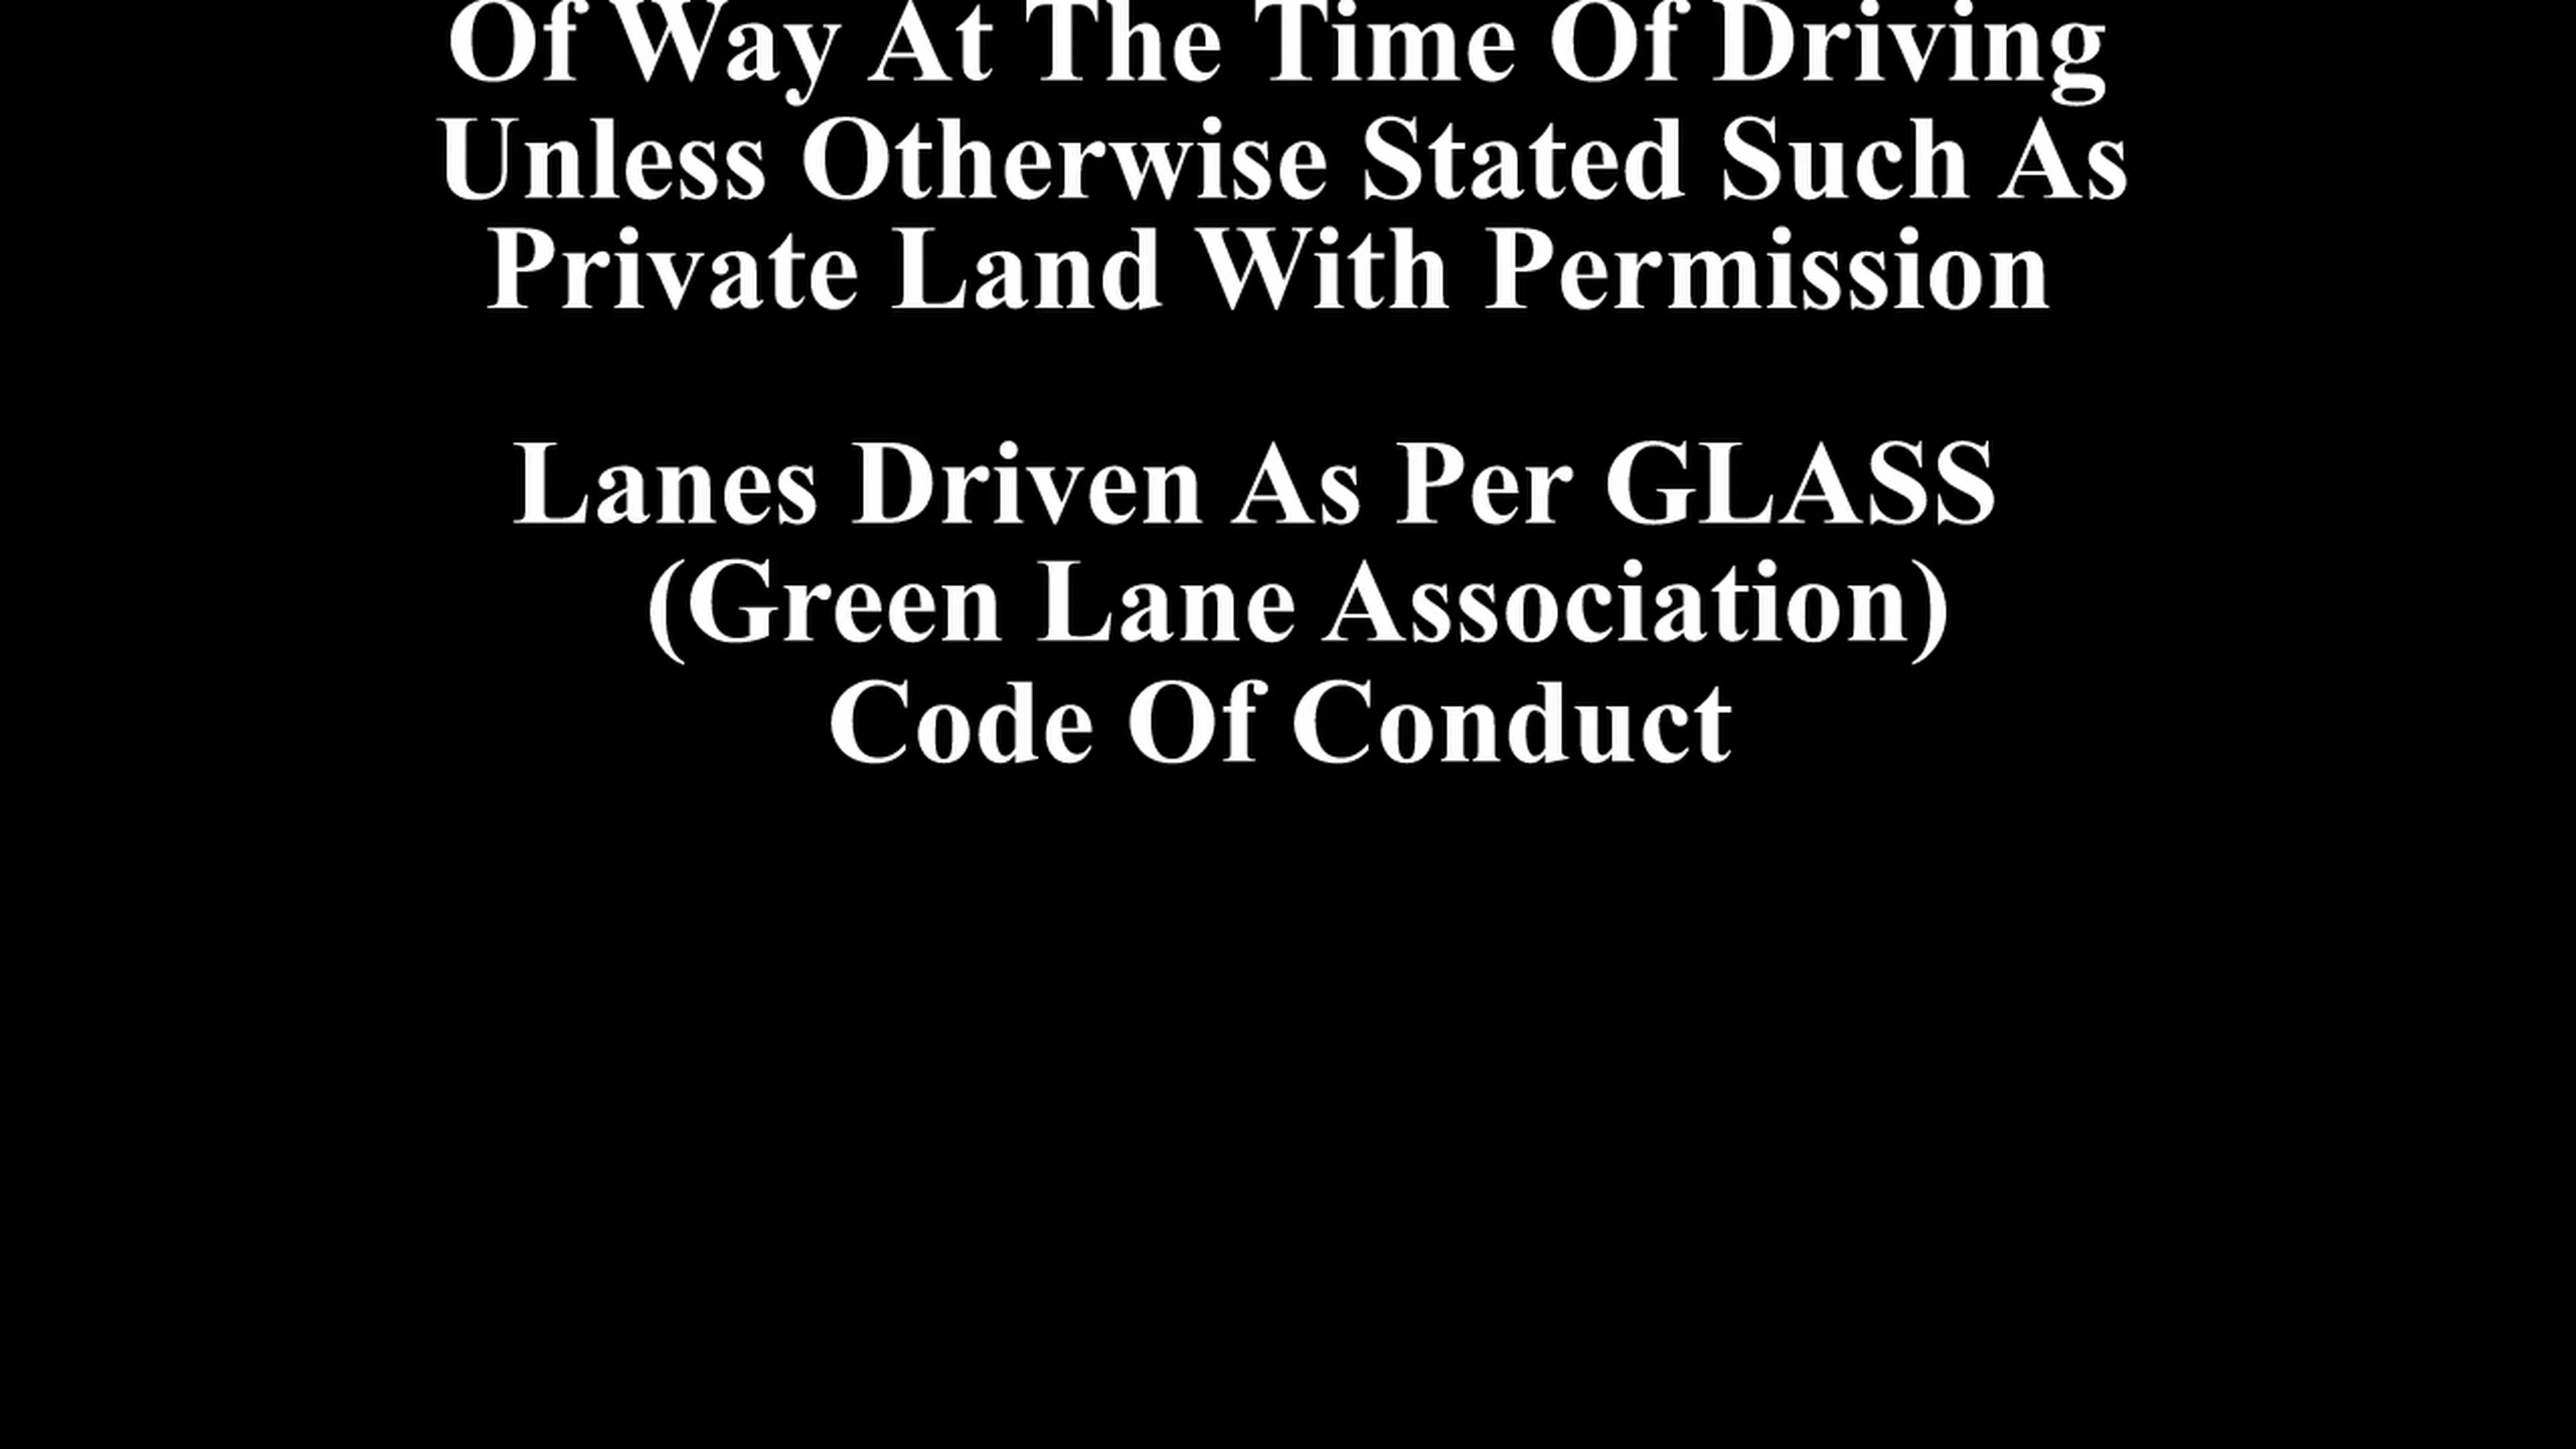 Of Way At The Time Of Driving
Unless Otherwise Stated Such As
Private Land With Permission
Lanes Driven As Per GLASS
(Green Lane Association)
Code Of Conduct